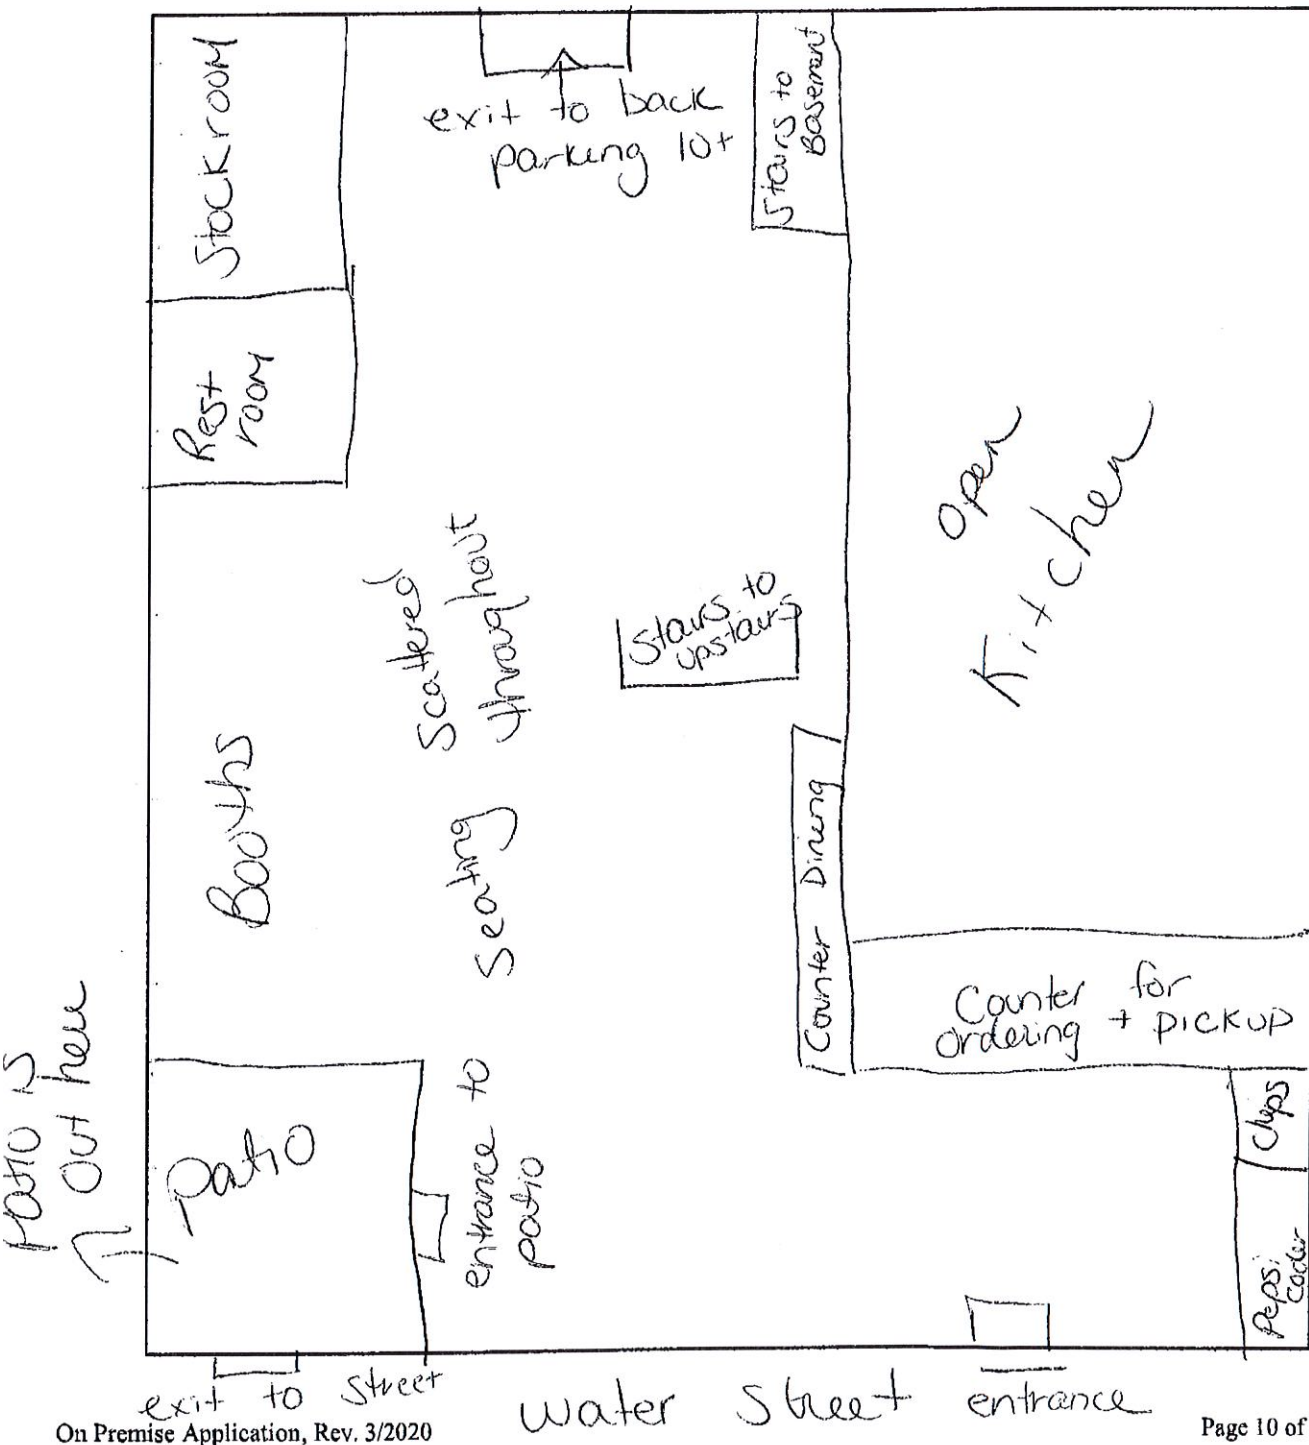 Stockroom
exit to back
parking 10+
Stairs to
Basement
Rest
room
Open
Kitchen
Scattered
throughout
Stairs to
upstairs
Booths
Seating
Counter Dining
Counter for
ordering + pickup
Patio is
out here
patio
entrance to
patio
Chips
Pepsi
Cooler
exit to street
Water Street
entrance
On Premise Application, Rev. 3/2020
Page 10 of